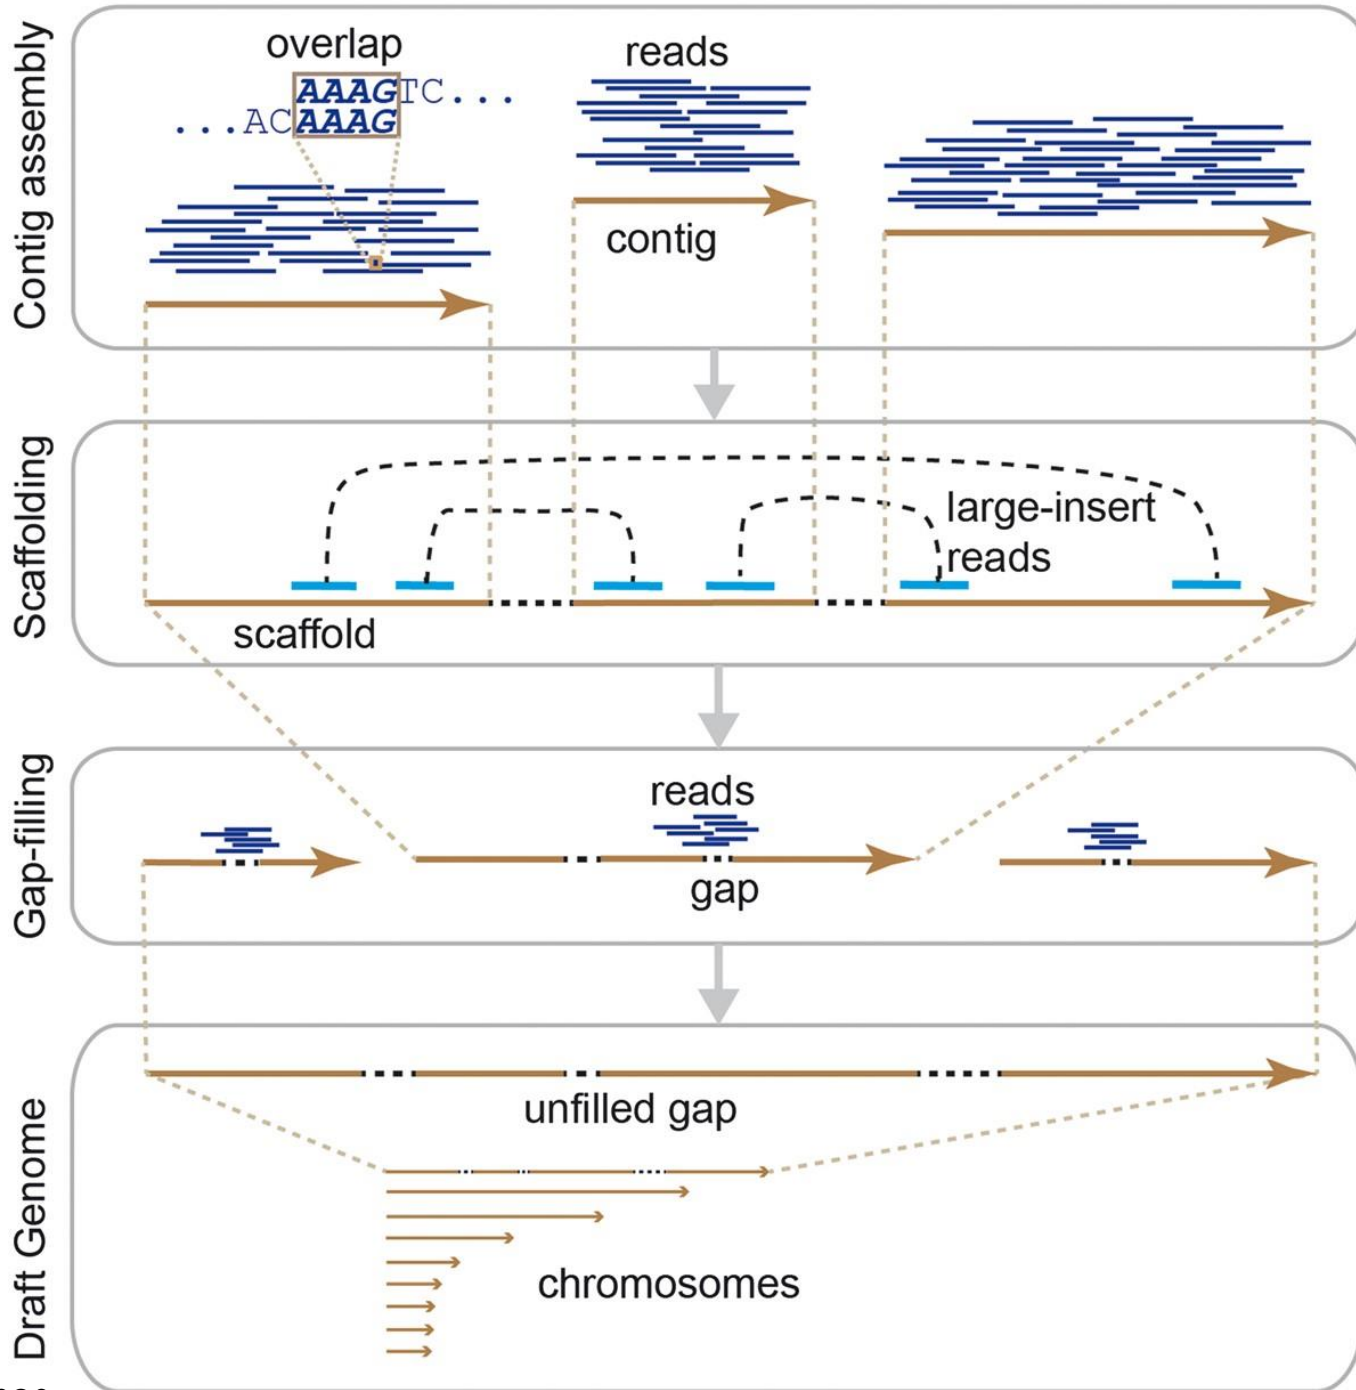 Contig assembly
overlap
AAAGTC...
...ACAAAG
reads
contig
Scaffolding
large-insert
reads
scaffold
Gap-filling
reads
gap
Draft Genome
unfilled gap
chromosomes